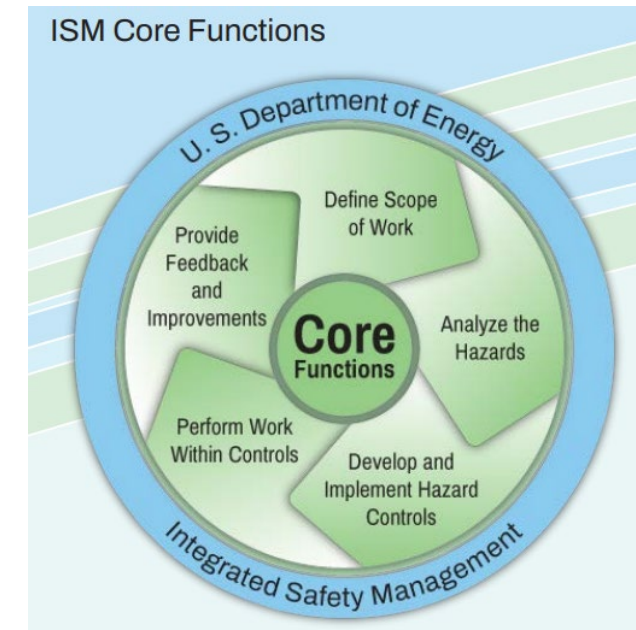 ISM Core Functions
U. S. Department of Energy
Define Scope
of Work
Analyze the
Hazards
Develop and
Implement Hazard
Controls
Perform Work
Within Controls
Provide
Feedback
and
Improvements
Core
Functions
Integrated Safety Management